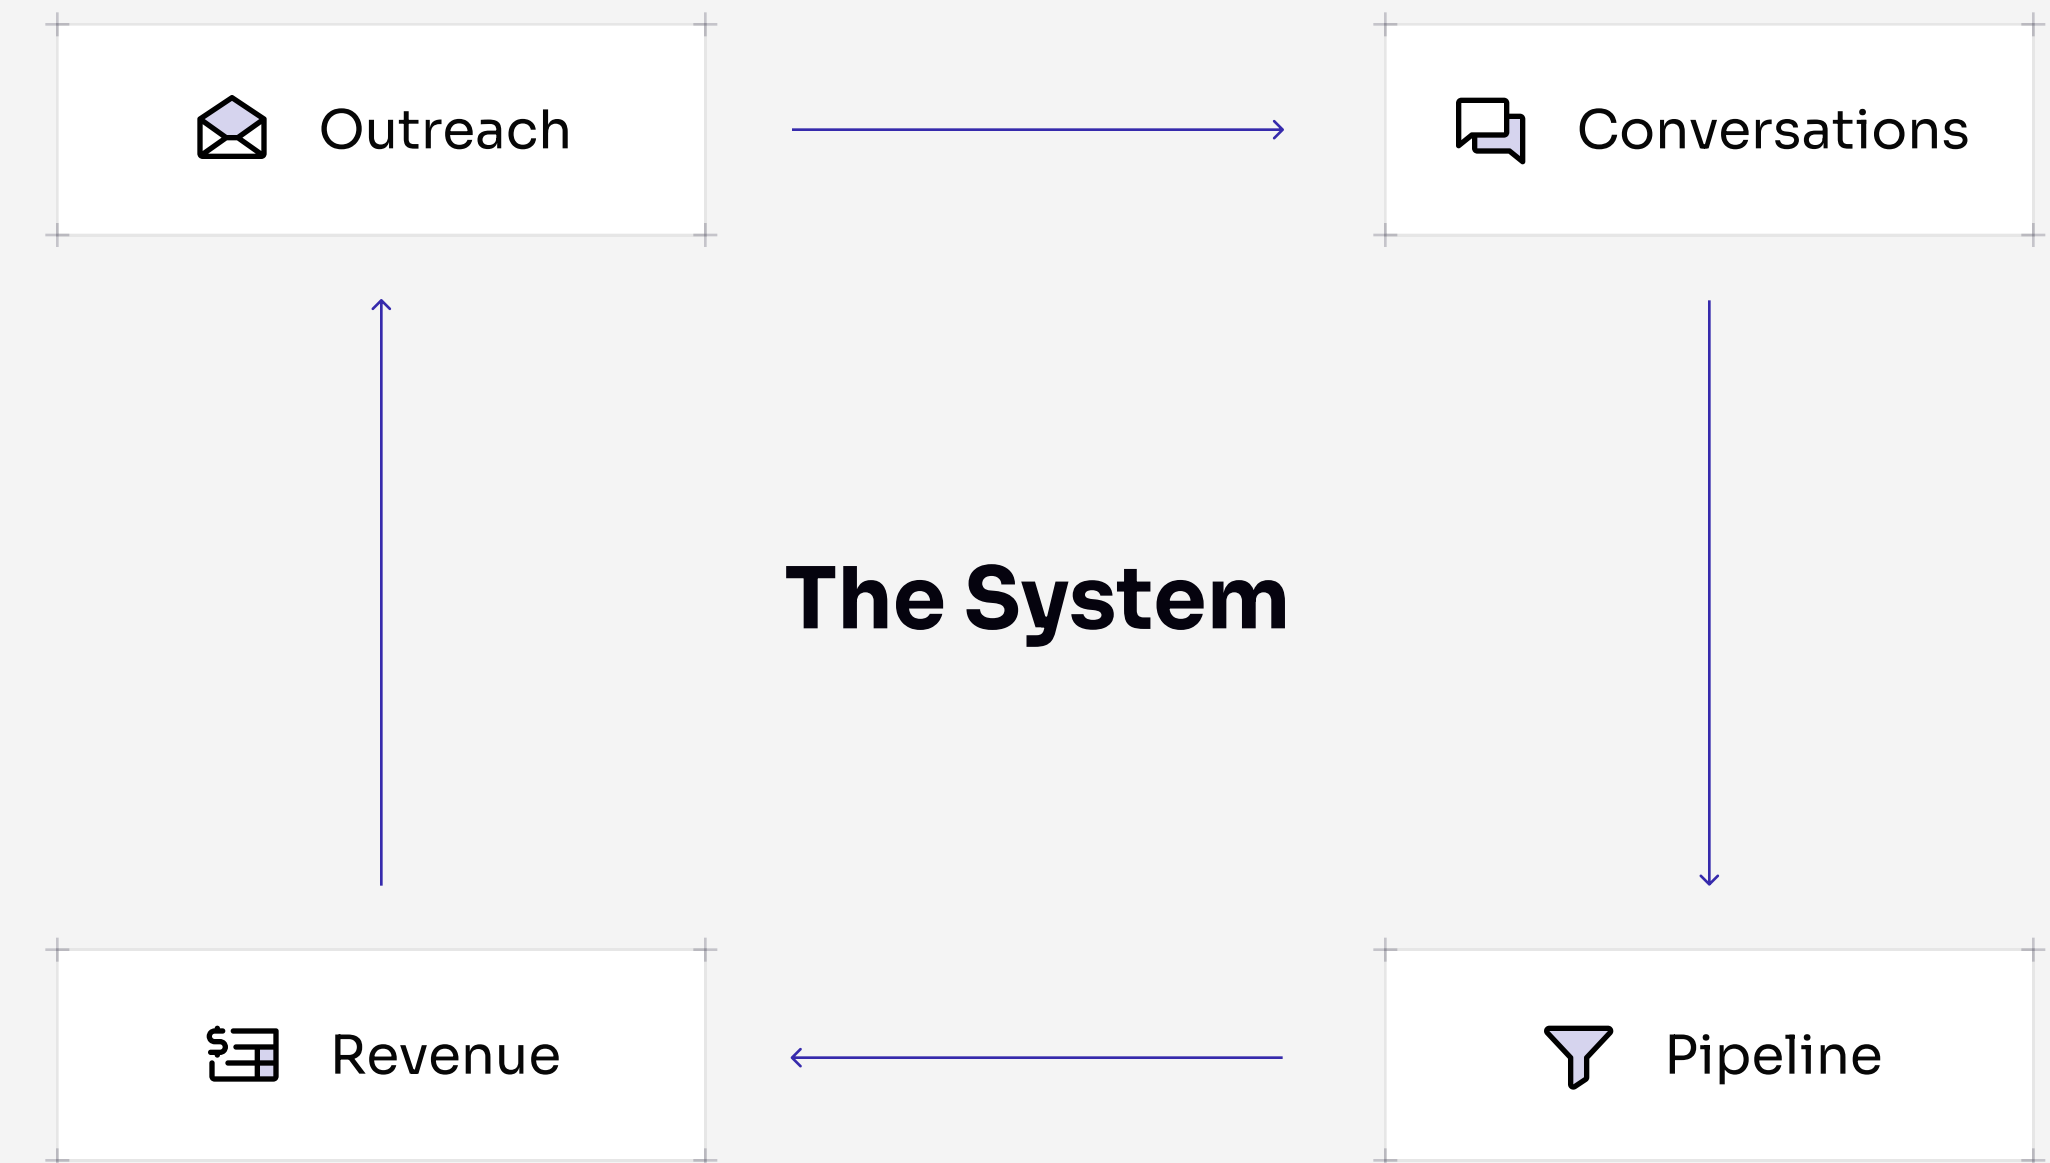 Outreach
Conversations
The System
Revenue
Pipeline